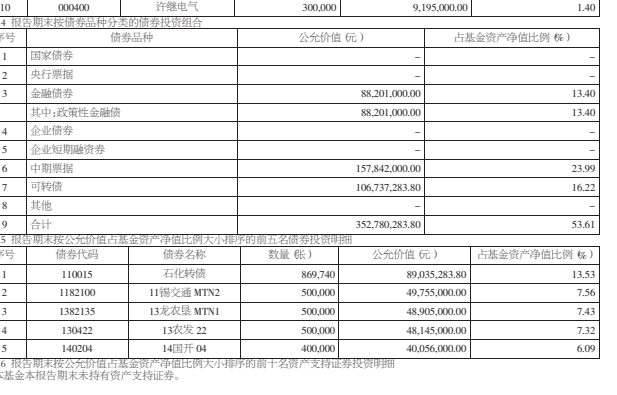 10 000400 许继电气 300,000 9,195,000.00 1.40
4 报告期末按债券品种分类的债券投资组合
序号 债券品种 公允价值（元） 占基金资产净值比例（%）
1 国家债券 – –
2 央行票据 – –
3 金融债券 88,201,000.00 13.40
其中：政策性金融债 88,201,000.00 13.40
4 企业债券 – –
5 企业短期融资券 – –
6 中期票据 157,842,000.00 23.99
7 可转债 106,737,283.80 16.22
8 其他 – –
9 合计 352,780,283.80 53.61
5 报告期末按公允价值占基金资产净值比例大小排序的前五名债券投资明细
序号 债券代码 债券名称 数量（张） 公允价值（元） 占基金资产净值比例（%）
1 110015 石化转债 869,740 89,035,283.80 13.53
2 1182100 11锡交通 MTN2 500,000 49,755,000.00 7.56
3 1382135 13龙农垦 MTN1 500,000 48,905,000.00 7.43
4 130422 13农发 22 500,000 48,145,000.00 7.32
5 140204 14国开 04 400,000 40,056,000.00 6.09
6 报告期末按公允价值占基金资产净值比例大小排序的前十名资产支持证券投资明细
本基金本报告期末未持有资产支持证券。